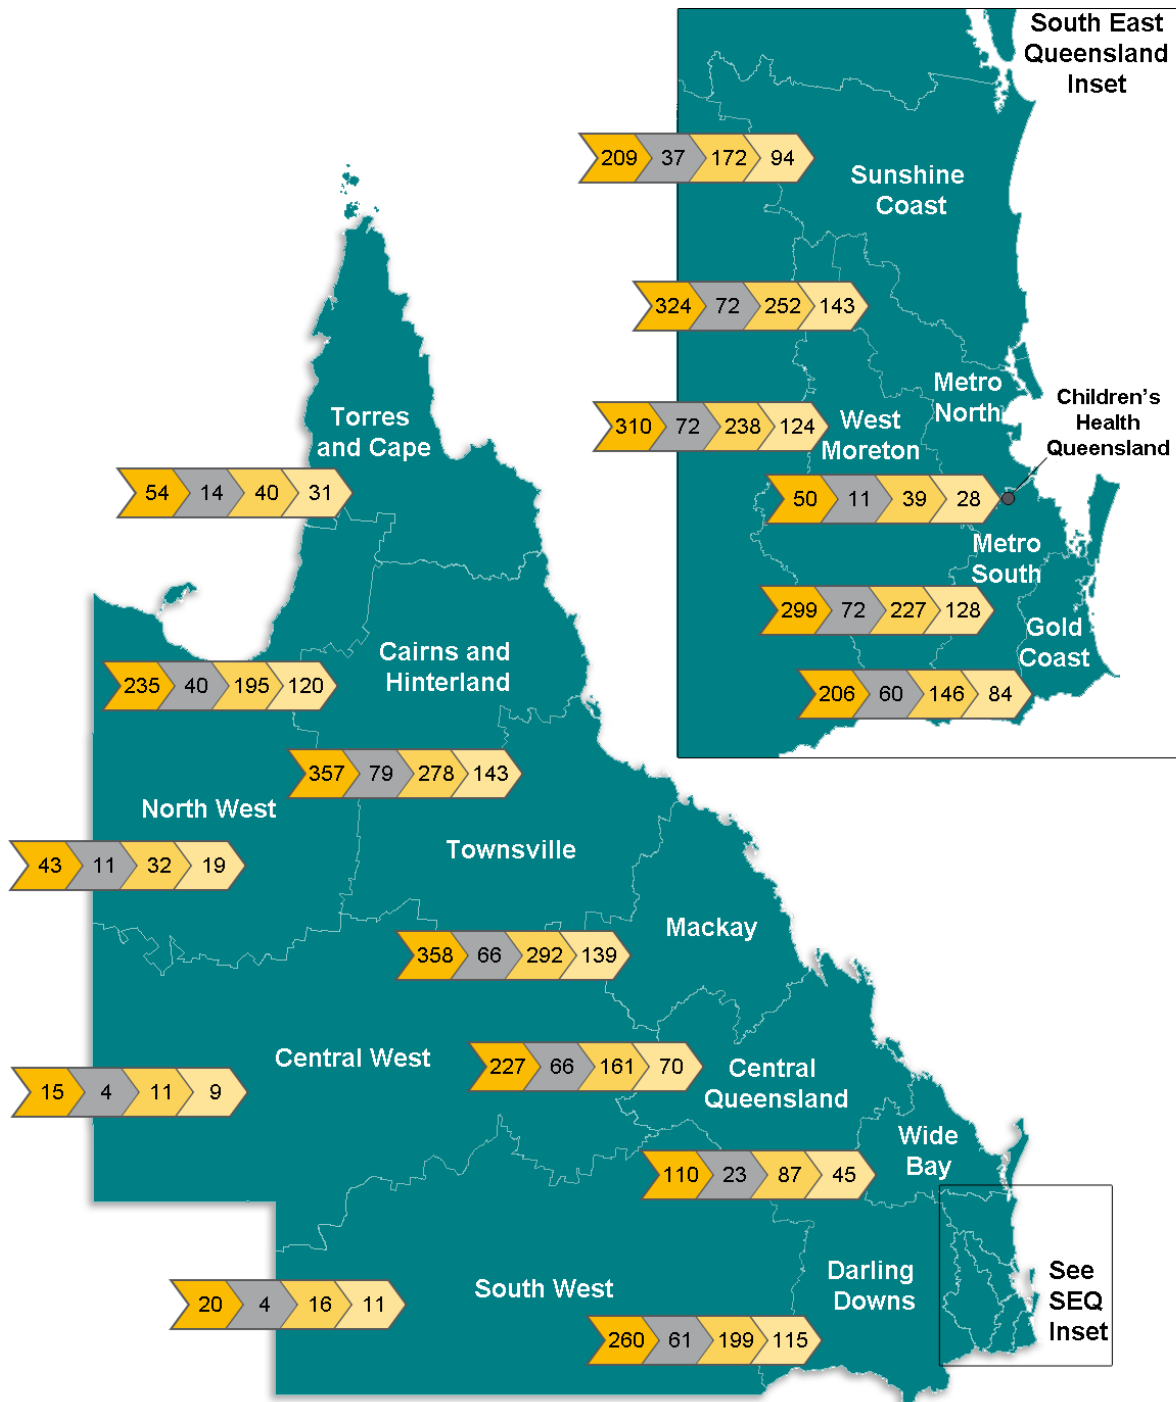 South East
Queensland
Inset
209 37 172 94
Sunshine
Coast
324 72 252 143
Metro
North
Children's
Health
Queensland
310 72 238 124
West
Moreton
50 11 39 28
Metro
South
299 72 227 128
Gold
Coast
206 60 146 84
Torres
and Cape
54 14 40 31
Cairns and
Hinterland
235 40 195 120
357 79 278 143
North West
Townsville
43 11 32 19
Mackay
358 66 292 139
Central West
227 66 161 70
Central
Queensland
15 4 11 9
Wide
Bay
110 23 87 45
South West
20 4 16 11
Darling
Downs
See
SEQ
Inset
260 61 199 115